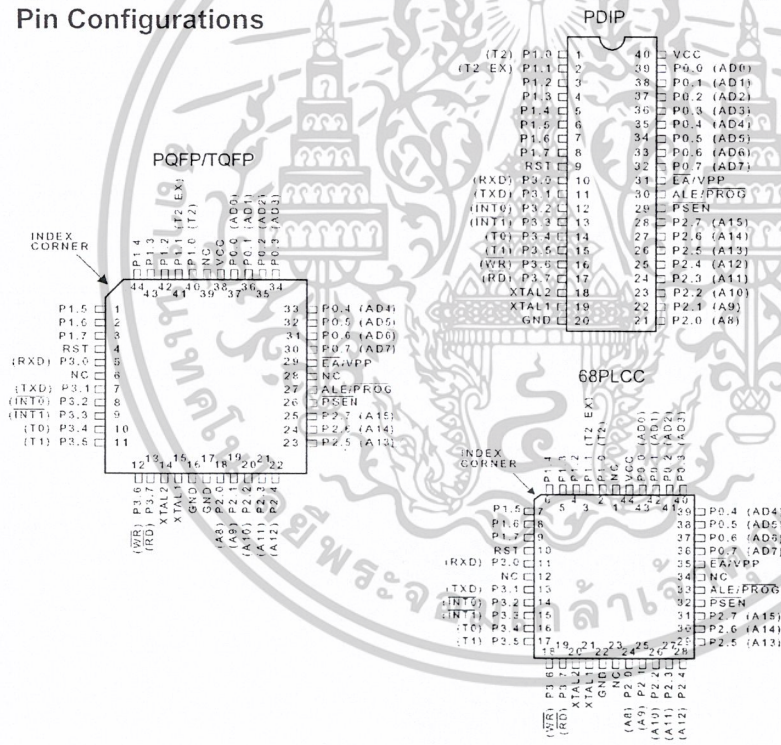 Pin Configurations
PDIP
(T2) P1.0 1 40 VCC
(T2 EX) P1.1 2 39 P0.0 (AD0)
P1.2 3 38 P0.1 (AD1)
P1.3 4 37 P0.2 (AD2)
P1.4 5 36 P0.3 (AD3)
P1.5 6 35 P0.4 (AD4)
P1.6 7 34 P0.5 (AD5)
P1.7 8 33 P0.6 (AD6)
RST 9 32 P0.7 (AD7)
(RXD) P3.0 10 31 EA/VPP
(TXD) P3.1 11 30 ALE/PROG
(INT0) P3.2 12 29 PSEN
(INT1) P3.3 13 28 P2.7 (A15)
(T0) P3.4 14 27 P2.6 (A14)
(T1) P3.5 15 26 P2.5 (A13)
(WR) P3.6 16 25 P2.4 (A12)
(RD) P3.7 17 24 P2.3 (A11)
XTAL2 18 23 P2.2 (A10)
XTAL1 19 22 P2.1 (A9)
GND 20 21 P2.0 (A8)
PQFP/TQFP
INDEX
CORNER
P1.4
P1.3
P1.2
P1.1 (T2 EX)
P1.0 (T2)
NC
VCC
P0.0 (AD0)
P0.1 (AD1)
P0.2 (AD2)
P0.3 (AD3)
44 42 40 38 36 34
43 41 39 37 35
P1.5 1 33 P0.4 (AD4)
P1.6 2 32 P0.5 (AD5)
P1.7 3 31 P0.6 (AD6)
RST 4 30 P0.7 (AD7)
(RXD) P3.0 5 29 EA/VPP
NC 6 28 NC
(TXD) P3.1 7 27 ALE/PROG
(INT0) P3.2 8 26 PSEN
(INT1) P3.3 9 25 P2.7 (A15)
(T0) P3.4 10 24 P2.6 (A14)
(T1) P3.5 11 23 P2.5 (A13)
13 15 17 19 21
12 14 16 18 20 22
(WR) P3.6
(RD) P3.7
XTAL2
XTAL1
GND
GND
(A8) P2.0
(A9) P2.1
(A10) P2.2
(A11) P2.3
(A12) P2.4
68PLCC
INDEX
CORNER
P1.4
P1.3
P1.2
P1.1 (T2 EX)
P1.0 (T2)
NC
VCC
P0.0 (AD0)
P0.1 (AD1)
P0.2 (AD2)
P0.3 (AD3)
6 4 2 44 42 40
5 3 1 43 41
P1.5 7 39 P0.4 (AD4)
P1.6 8 38 P0.5 (AD5)
P1.7 9 37 P0.6 (AD6)
RST 10 36 P0.7 (AD7)
(RXD) P2.0 11 35 EA/VPP
NC 12 34 NC
(TXD) P3.1 13 33 ALE/PROG
(INT0) P3.2 14 32 PSEN
(INT1) P3.3 15 31 P2.7 (A15)
(T0) P3.4 16 30 P2.6 (A14)
(T1) P3.5 17 29 P2.5 (A13)
19 21 23 25 27
18 20 22 24 26 28
(WR) P3.6
(RD) P3.7
XTAL2
XTAL1
GND
NC
(A8) P2.0
(A9) P2.1
(A10) P2.2
(A11) P2.3
(A12) P2.4